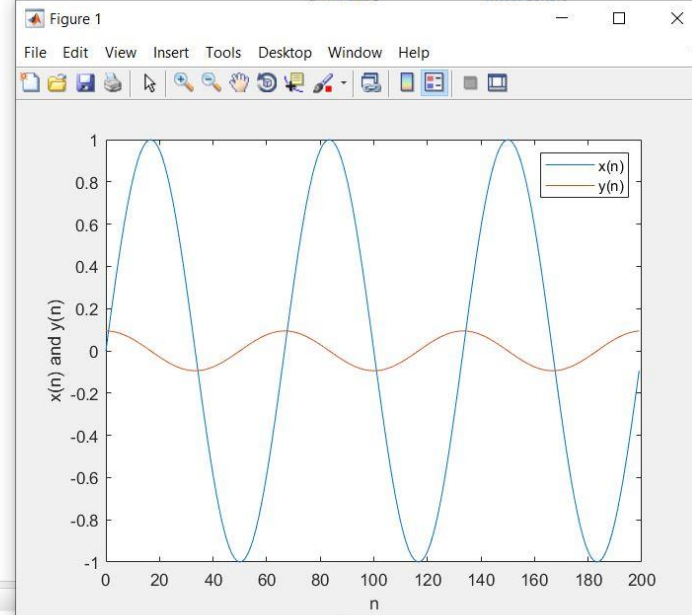 Figure 1
File Edit View Insert Tools Desktop Window Help
x(n)
y(n)
1
0.8
0.6
0.4
0.2
0
-0.2
-0.4
-0.6
-0.8
-1
x(n) and y(n)
0 20 40 60 80 100 120 140 160 180 200
n